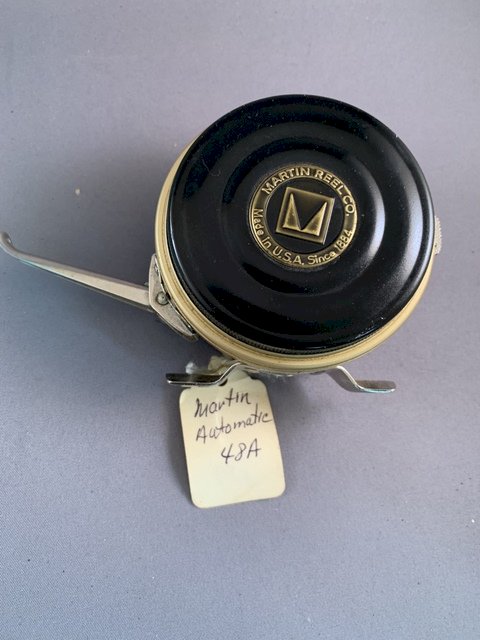 MARTIN REEL CO.
M
Made in U.S.A. Since 1884
Martin
Automatic
48A